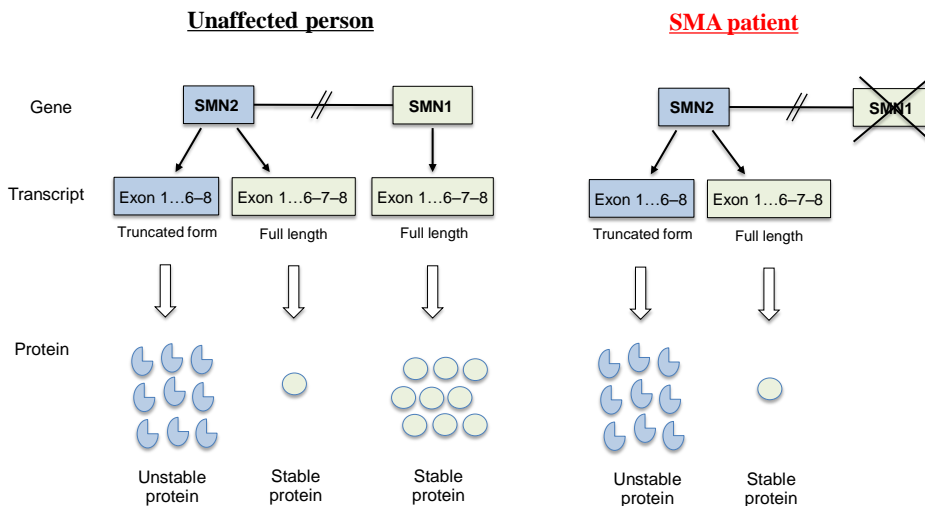 Unaffected person
SMA patient
Gene
SMN2
SMN1
SMN2
SMN1
Transcript
Exon 1…6–8
Exon 1…6–7–8
Exon 1…6–7–8
Exon 1…6–8
Exon 1…6–7–8
Truncated form
Full length
Full length
Truncated form
Full length
Protein
Unstable
protein
Stable
protein
Stable
protein
Unstable
protein
Stable
protein